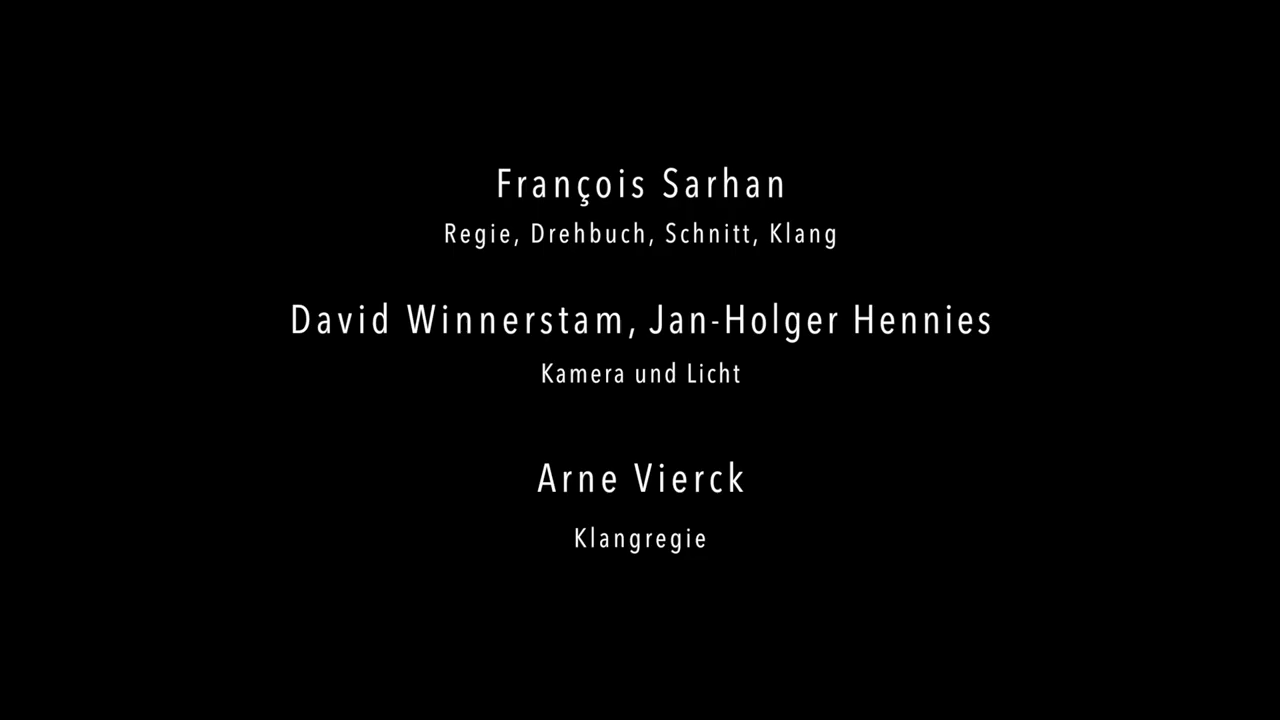 François Sarhan
Regie, Drehbuch, Schnitt, Klang
David Winnerstam, Jan-Holger Hennies
Kamera und Licht
Arne Vierck
Klangregie